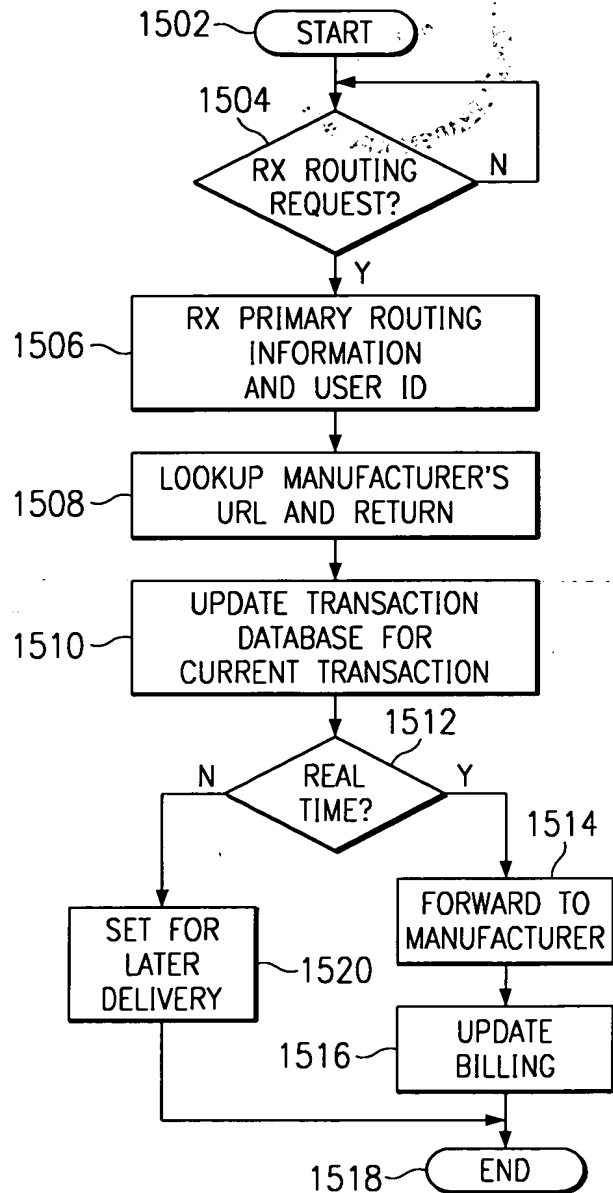 1502
START
1504
RX ROUTING
REQUEST?
N
Y
1506
RX PRIMARY ROUTING
INFORMATION
AND USER ID
1508
LOOKUP MANUFACTURER'S
URL AND RETURN
1510
UPDATE TRANSACTION
DATABASE FOR
CURRENT TRANSACTION
1512
N
REAL
TIME?
Y
1514
FORWARD TO
MANUFACTURER
SET FOR
LATER
DELIVERY
1520
1516
UPDATE
BILLING
1518
END